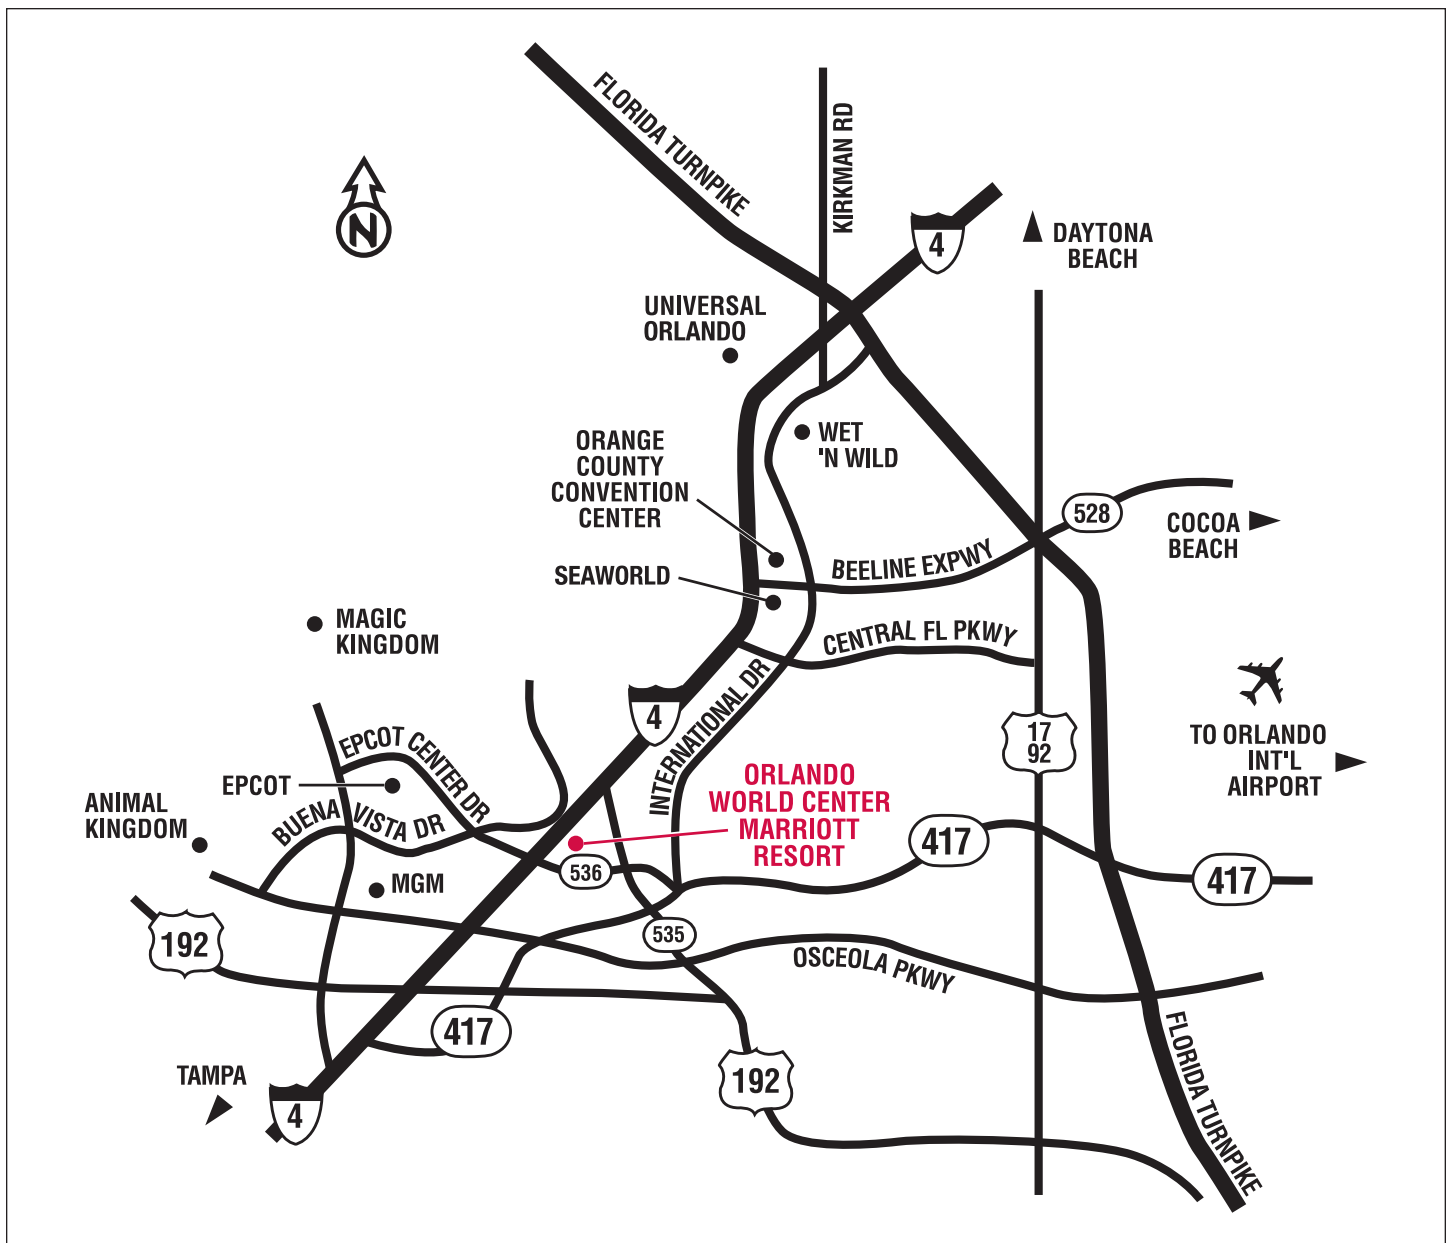 FLORIDA TURNPIKE
KIRKMAN RD
N
4
DAYTONA
BEACH
UNIVERSAL
ORLANDO
WET
'N WILD
ORANGE
COUNTY
CONVENTION
CENTER
528
COCOA
BEACH
BEELINE EXPWY
SEAWORLD
MAGIC
KINGDOM
CENTRAL FL PKWY
INTERNATIONAL DR
4
17
92
TO ORLANDO
INT'L
AIRPORT
EPCOT CENTER DR
EPCOT
ORLANDO
WORLD CENTER
MARRIOTT
RESORT
ANIMAL
KINGDOM
BUENA VISTA DR
417
536
417
MGM
192
535
OSCEOLA PKWY
417
192
FLORIDA TURNPIKE
TAMPA
4